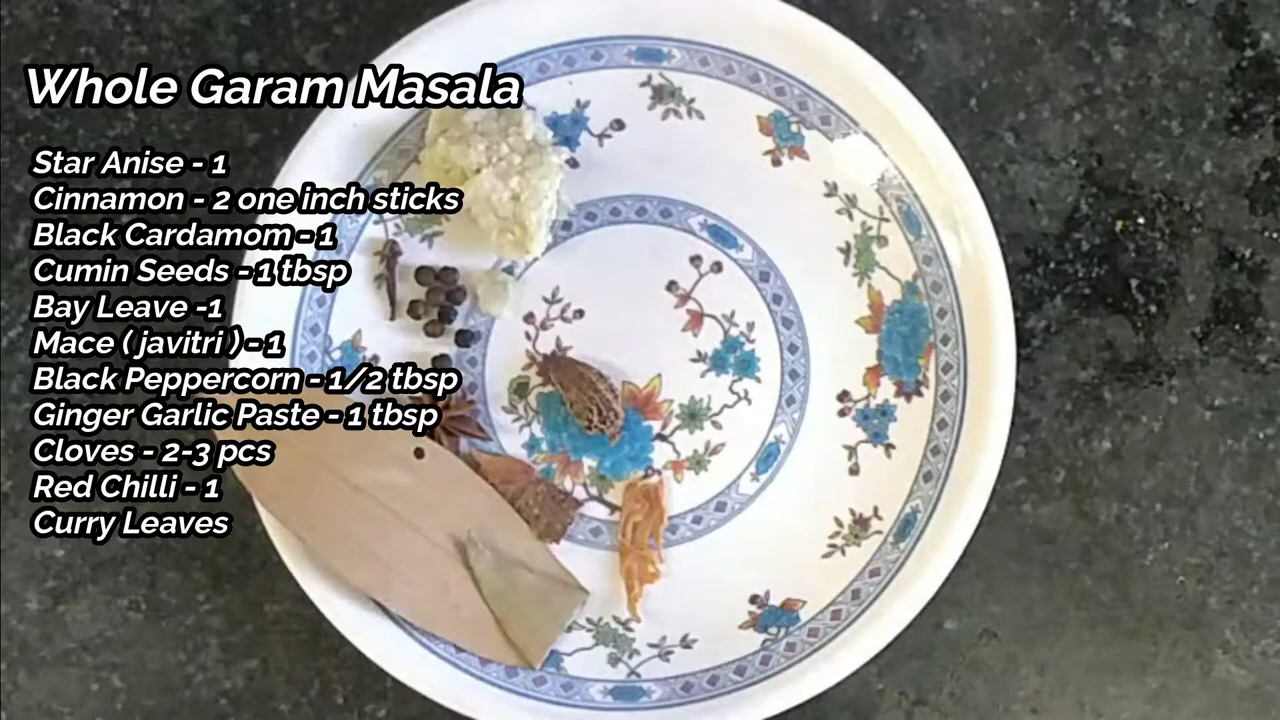 Whole Garam Masala
Star Anise - 1
Cinnamon - 2 one inch sticks
Black Cardamom - 1
Cumin Seeds - 1 tbsp
Bay Leave -1
Mace ( javitri ) - 1
Black Peppercorn - 1/2 tbsp
Ginger Garlic Paste - 1 tbsp
Cloves - 2-3 pcs
Red Chilli - 1
Curry Leaves